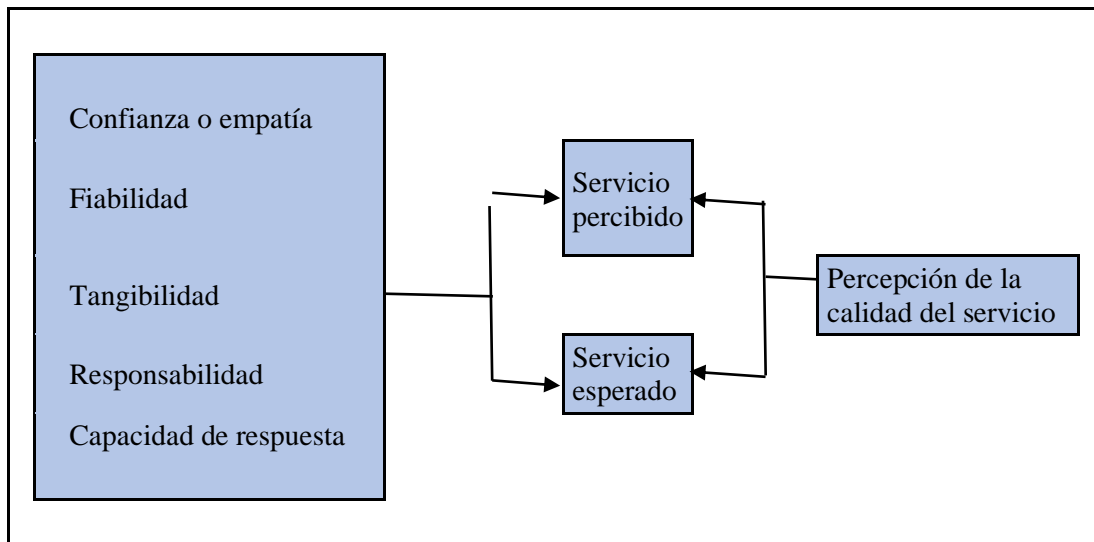 Confianza o empatía
Fiabilidad
Tangibilidad
Responsabilidad
Capacidad de respuesta
Servicio
percibido
Servicio
esperado
Percepción de la
calidad del servicio